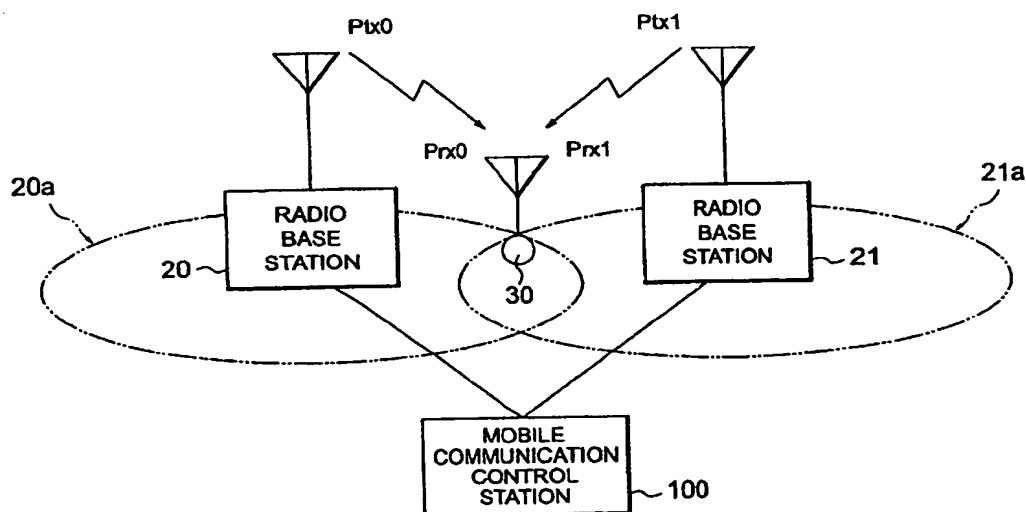 Ptx0
Ptx1
Prx0
Prx1
20a
21a
RADIO
BASE
STATION
20
RADIO
BASE
STATION
21
30
MOBILE
COMMUNICATION
CONTROL
STATION
100